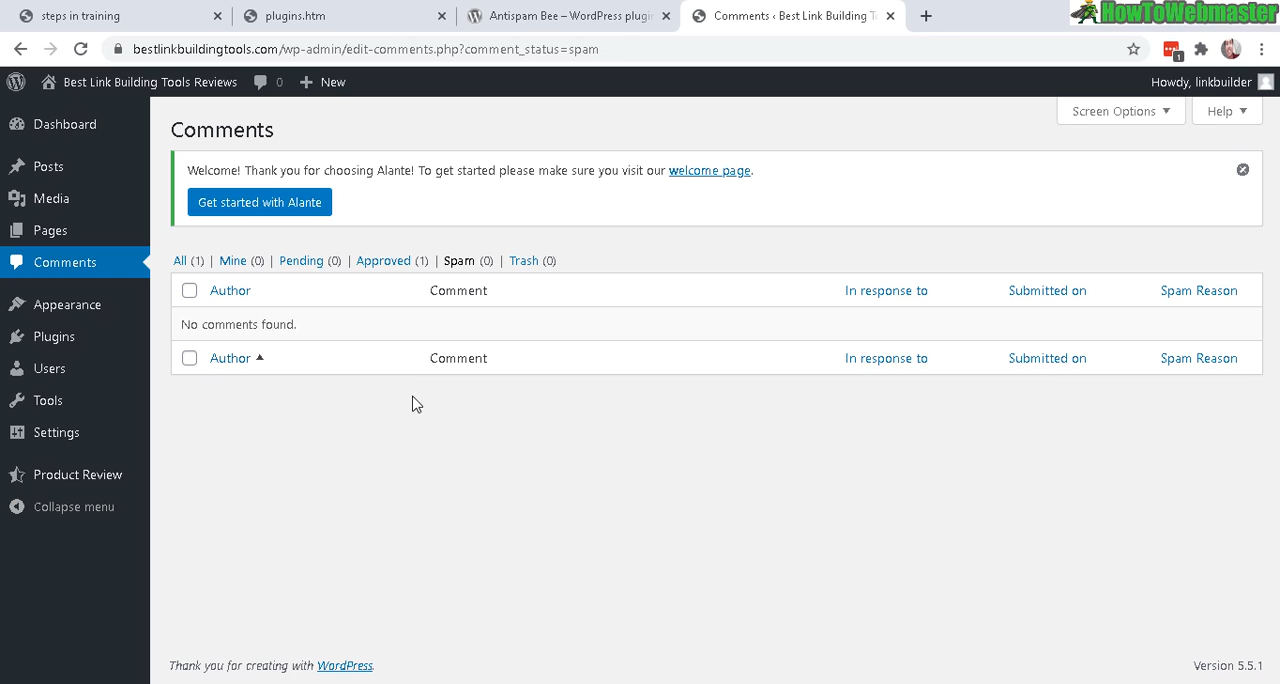 steps in training
plugins.htm
Antispam Bee – WordPress plugin
Comments ‹ Best Link Building T
HowToWebmaster
bestlinkbuildingtools.com/wp-admin/edit-comments.php?comment_status=spam
1
Best Link Building Tools Reviews
0
New
Howdy, linkbuilder
Screen Options
Help
Dashboard
Posts
Media
Pages
Comments
Appearance
Plugins
Users
Tools
Settings
Product Review
Collapse menu
Comments
Welcome! Thank you for choosing Alante! To get started please make sure you visit our welcome page.
Get started with Alante
All (1) | Mine (0) | Pending (0) | Approved (1) | Spam (0) | Trash (0)
Author Comment In response to Submitted on Spam Reason
No comments found.
Author Comment In response to Submitted on Spam Reason
Thank you for creating with WordPress.
Version 5.5.1